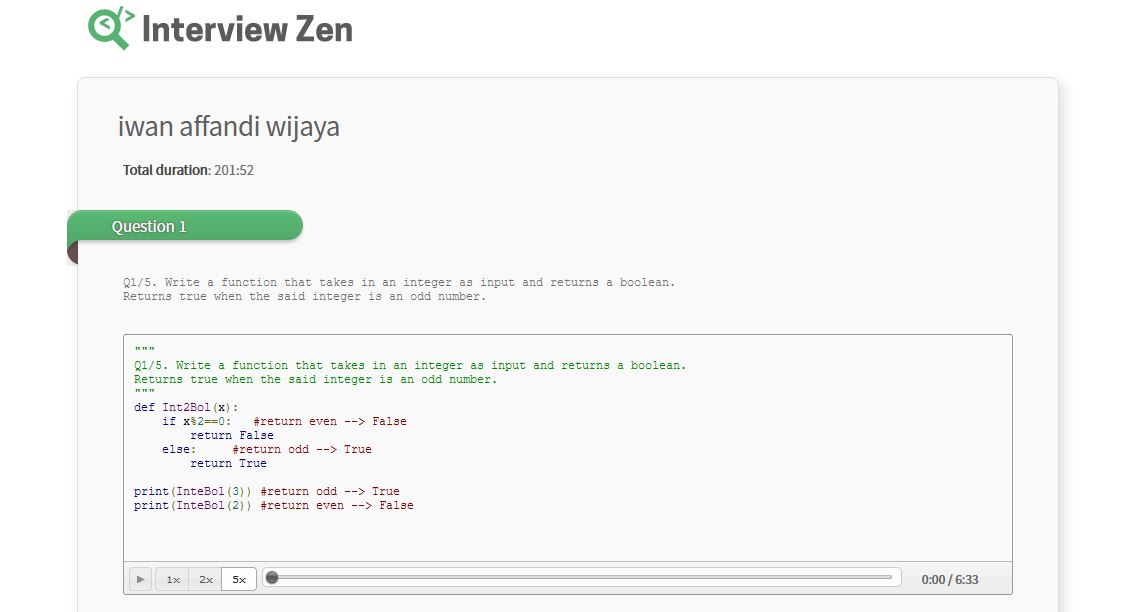 Interview Zen
iwan affandi wijaya
Total duration: 201:52
Question 1
Q1/5. Write a function that takes in an integer as input and returns a boolean.
Returns true when the said integer is an odd number.
"""
Q1/5. Write a function that takes in an integer as input and returns a boolean.
Returns true when the said integer is an odd number.
"""
def Int2Bol(x):
    if x%2==0:   #return even --> False
        return False
    else:     #return odd --> True
        return True
print(InteBol(3)) #return odd --> True
print(InteBol(2)) #return even --> False
1x 2x 5x 0:00 / 6:33